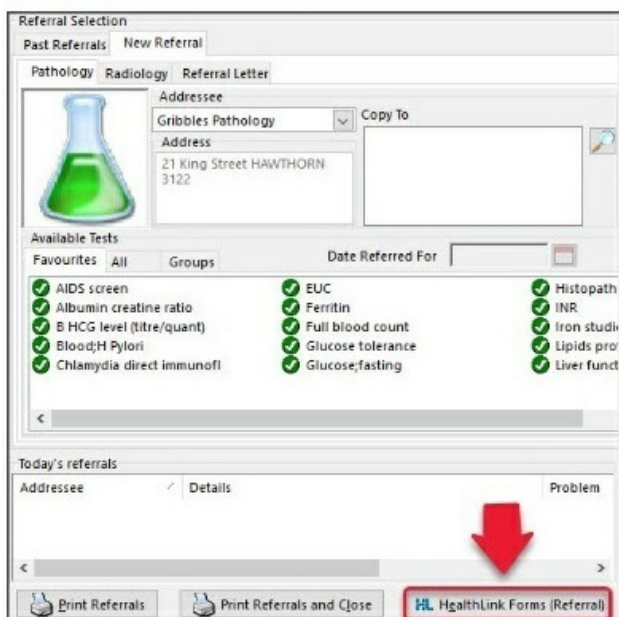 Referral Selection
Past Referrals New Referral
Pathology Radiology Referral Letter
Addressee
Gribbles Pathology
Copy To
Address
21 King Street HAWTHORN
3122
Available Tests
Favourites All Groups
Date Referred For
AIDS screen EUC Histopath
Albumin creatine ratio Ferritin INR
B HCG level (titre/quant) Full blood count Iron studi
Blood;H Pylori Glucose tolerance Lipids pro
Chlamydia direct immunofl Glucose;fasting Liver funct
Today's referrals
Addressee Details Problem
Print Referrals Print Referrals and Close HL HealthLink Forms (Referral)